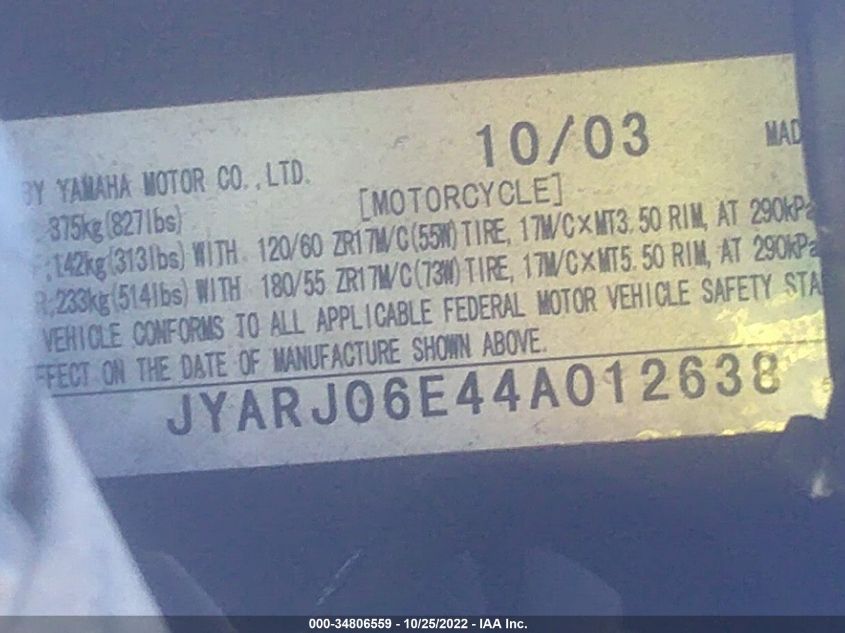 BY YAMAHA MOTOR CO.,LTD. 10/03 MAD
375kg(827lbs) [MOTORCYCLE]
,142kg(313lbs) WITH 120/60 ZR17M/C(55W) TIRE, 17M/C×MT3.50 RIM, AT 290kPa
R,233kg(514lbs) WITH 180/55 ZR17M/C(73W) TIRE, 17M/C×MT5.50 RIM, AT 290kPa
VEHICLE CONFORMS TO ALL APPLICABLE FEDERAL MOTOR VEHICLE SAFETY STA
FFECT ON THE DATE OF MANUFACTURE SHOWN ABOVE.
JYARJ06E44A012638
000-34806559 - 10/25/2022 - IAA Inc.